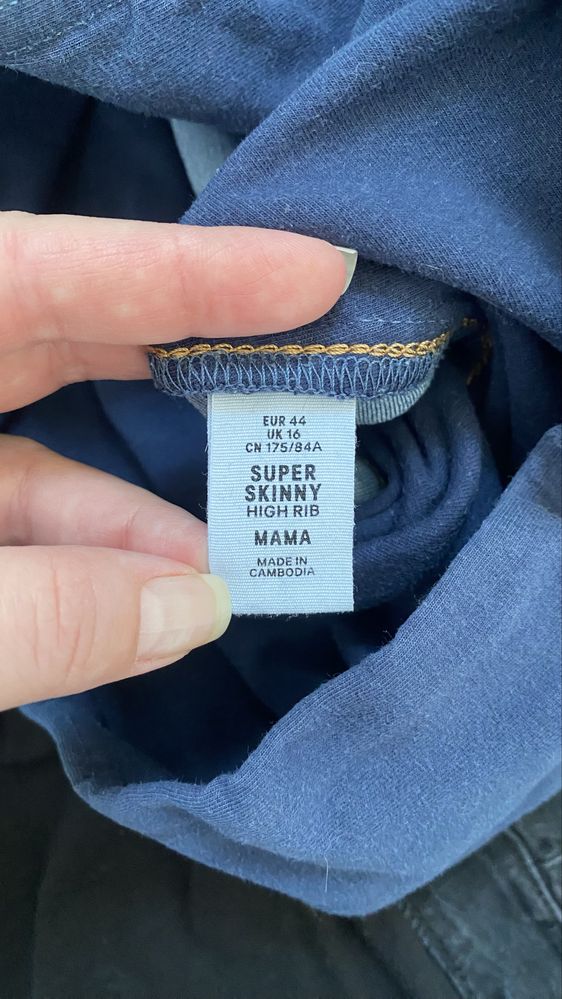 EUR 44
UK 16
CN 175/84A
SUPER
SKINNY
HIGH RIB
MAMA
MADE IN
CAMBODIA